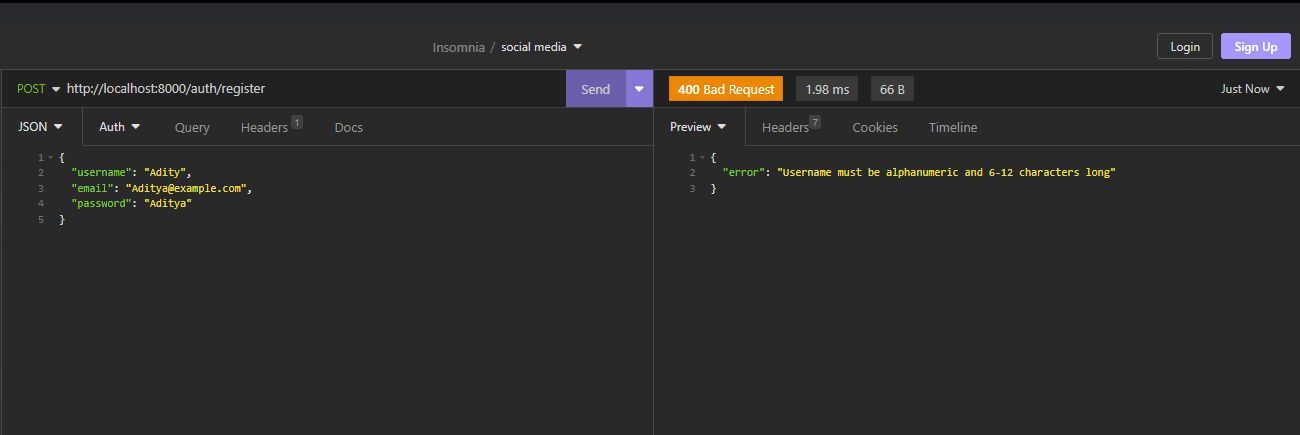 Insomnia / social media
Login
Sign Up
POST http://localhost:8000/auth/register
Send
400 Bad Request
1.98 ms
66 B
Just Now
JSON
Auth
Query
Headers 1
Docs
Preview
Headers 7
Cookies
Timeline
1 {
2 "username": "Adity",
3 "email": "Aditya@example.com",
4 "password": "Aditya"
5 }
1 {
2 "error": "Username must be alphanumeric and 6-12 characters long"
3 }